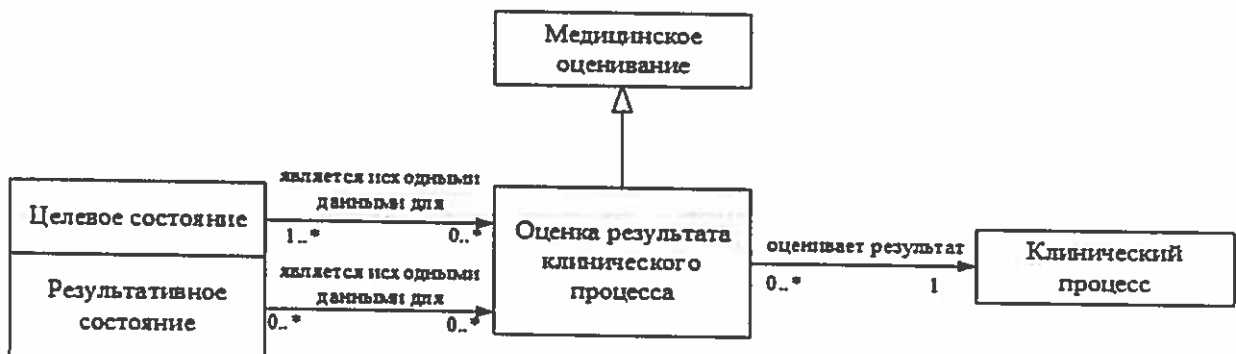 Медицинское
оценивание
является исходными
данными для
Целевое состояние
1..*
0..*
Оценка результата
клинического
процесса
оценивает результат
0..*
1
Клинический
процесс
является исходными
данными для
Результативное
состояние
0..*
0..*